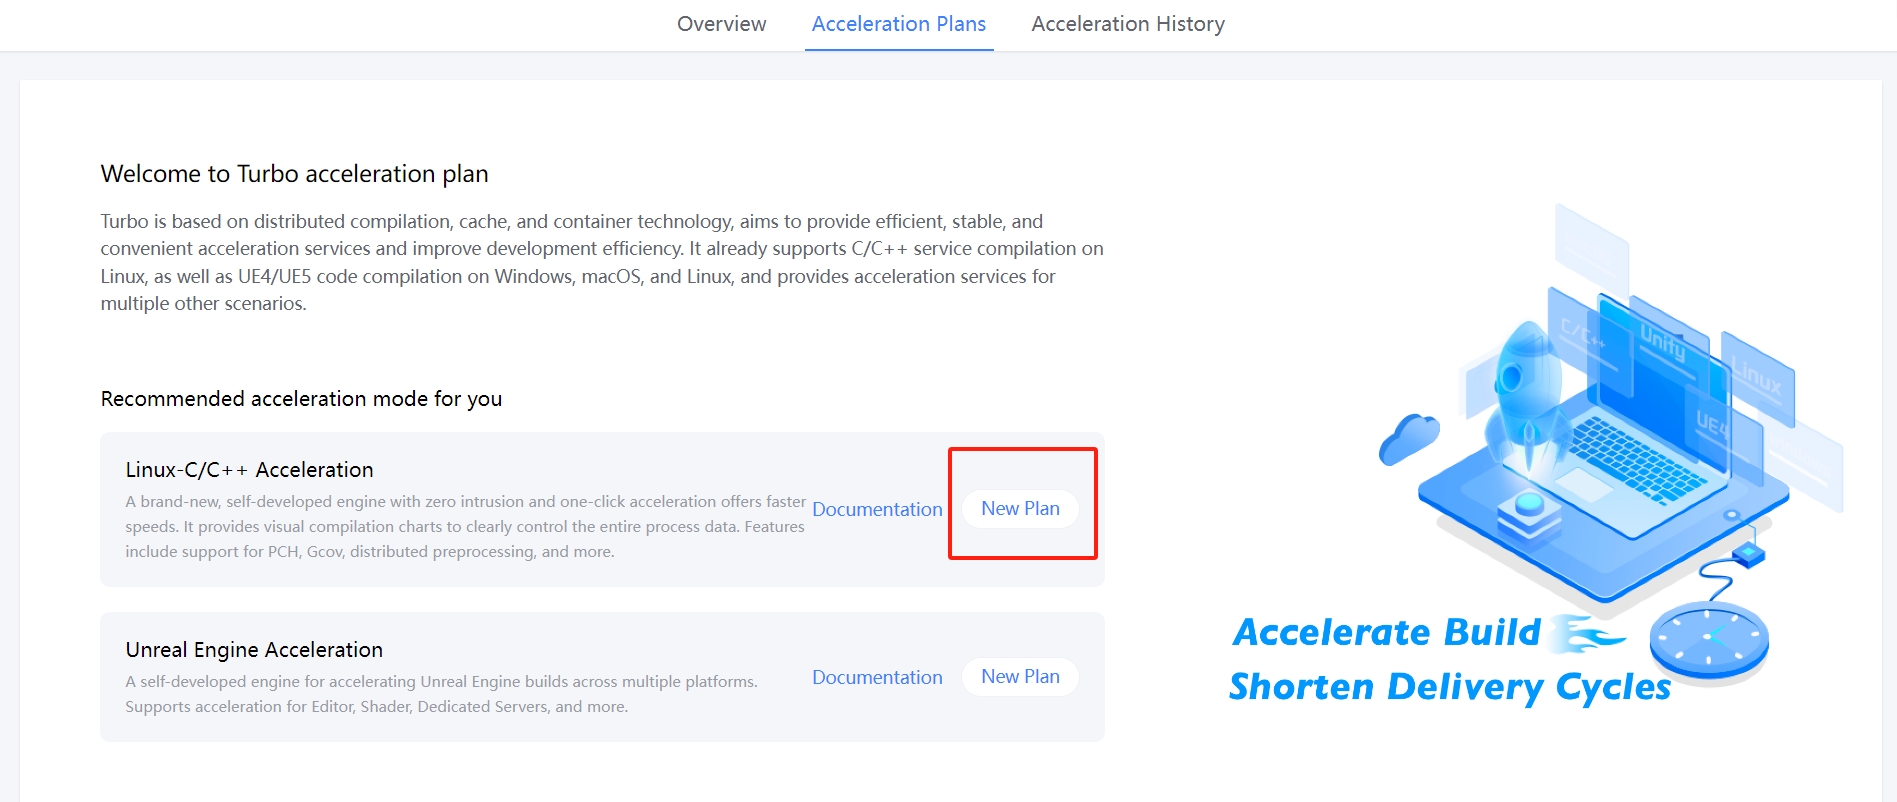 Overview Acceleration Plans Acceleration History
Welcome to Turbo acceleration plan
Turbo is based on distributed compilation, cache, and container technology, aims to provide efficient, stable, and
convenient acceleration services and improve development efficiency. It already supports C/C++ service compilation on
Linux, as well as UE4/UE5 code compilation on Windows, macOS, and Linux, and provides acceleration services for
multiple other scenarios.
Recommended acceleration mode for you
Linux-C/C++ Acceleration
A brand-new, self-developed engine with zero intrusion and one-click acceleration offers faster
speeds. It provides visual compilation charts to clearly control the entire process data. Features
include support for PCH, Gcov, distributed preprocessing, and more.
Documentation New Plan
Unreal Engine Acceleration
A self-developed engine for accelerating Unreal Engine builds across multiple platforms.
Supports acceleration for Editor, Shader, Dedicated Servers, and more.
Documentation New Plan
C/C++
Unity
Linux
UE4
Accelerate Build
Shorten Delivery Cycles